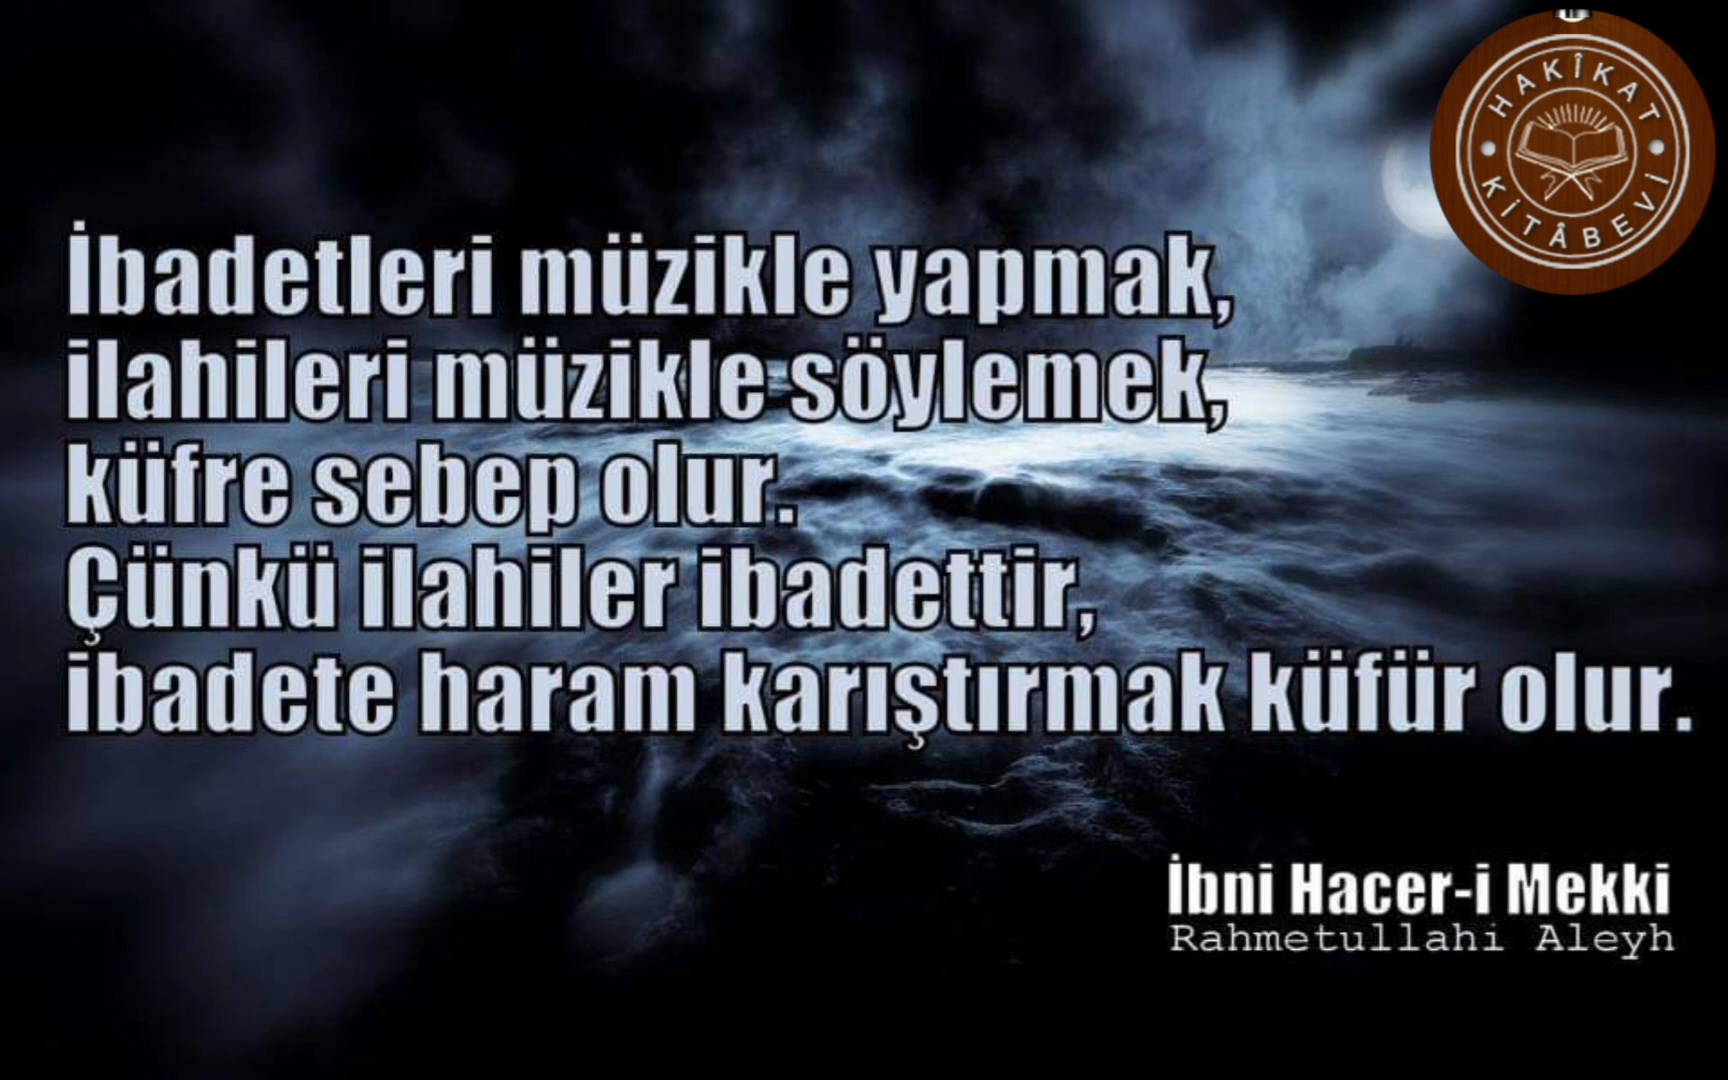 HAKÎKAT
KİTÂBEVİ
İbadetleri müzikle yapmak,
ilahileri müzikle söylemek,
küfre sebep olur.
Çünkü ilahiler ibadettir,
ibadete haram karıştırmak küfür olur.
İbni Hacer-i Mekki
Rahmetullahi Aleyh